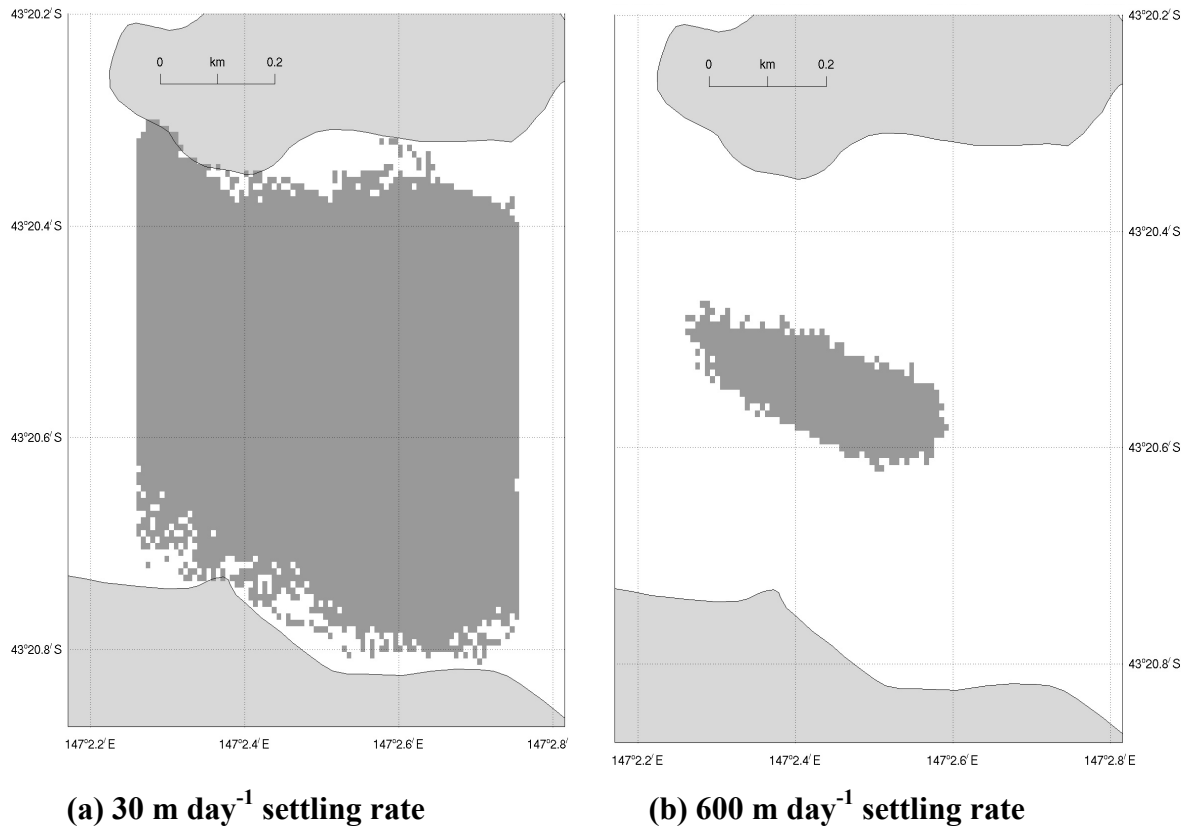 43°20.2′ S
0 km 0.2
43°20.4′ S
43°20.6′ S
43°20.8′ S
147°2.2′ E 147°2.4′ E 147°2.6′ E 147°2.8′
(a) 30 m day⁻¹ settling rate
43°20.2′ S
0 km 0.2
43°20.4′ S
43°20.6′ S
43°20.8′ S
147°2.2′ E 147°2.4′ E 147°2.6′ E 147°2.8′
(b) 600 m day⁻¹ settling rate